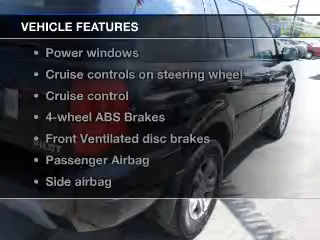 VEHICLE FEATURES
• Power windows
• Cruise controls on steering wheel
• Cruise control
• 4-wheel ABS Brakes
• Front Ventilated disc brakes
• Passenger Airbag
• Side airbag
PILOT